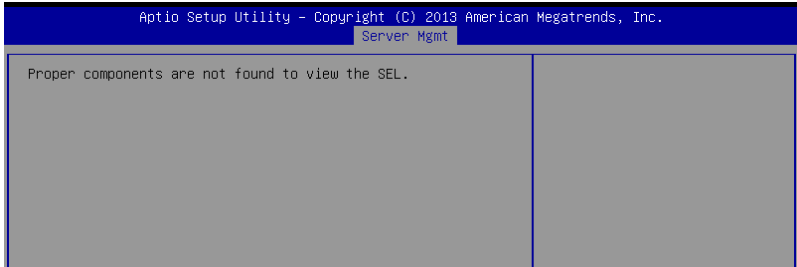 Aptio Setup Utility – Copyright (C) 2013 American Megatrends, Inc.
Server Mgmt
Proper components are not found to view the SEL.